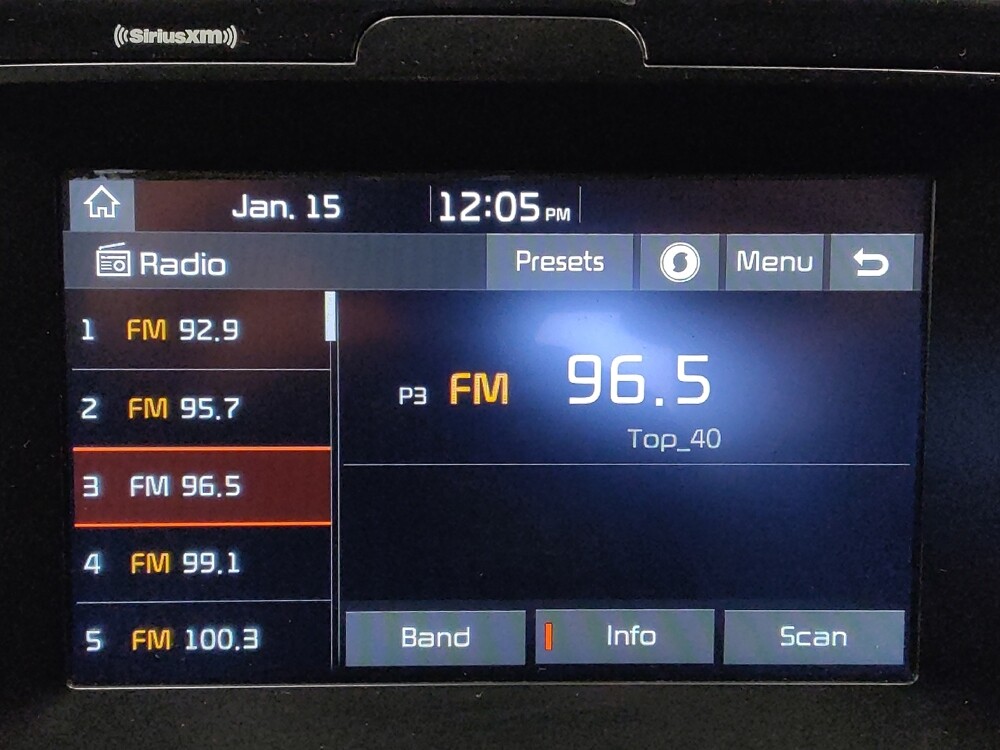 SiriusXM
Jan. 15 12:05 PM
Radio Presets Menu
1 FM 92.9
2 FM 95.7
3 FM 96.5
4 FM 99.1
5 FM 100.3
P3 FM 96.5
Top_40
Band Info Scan